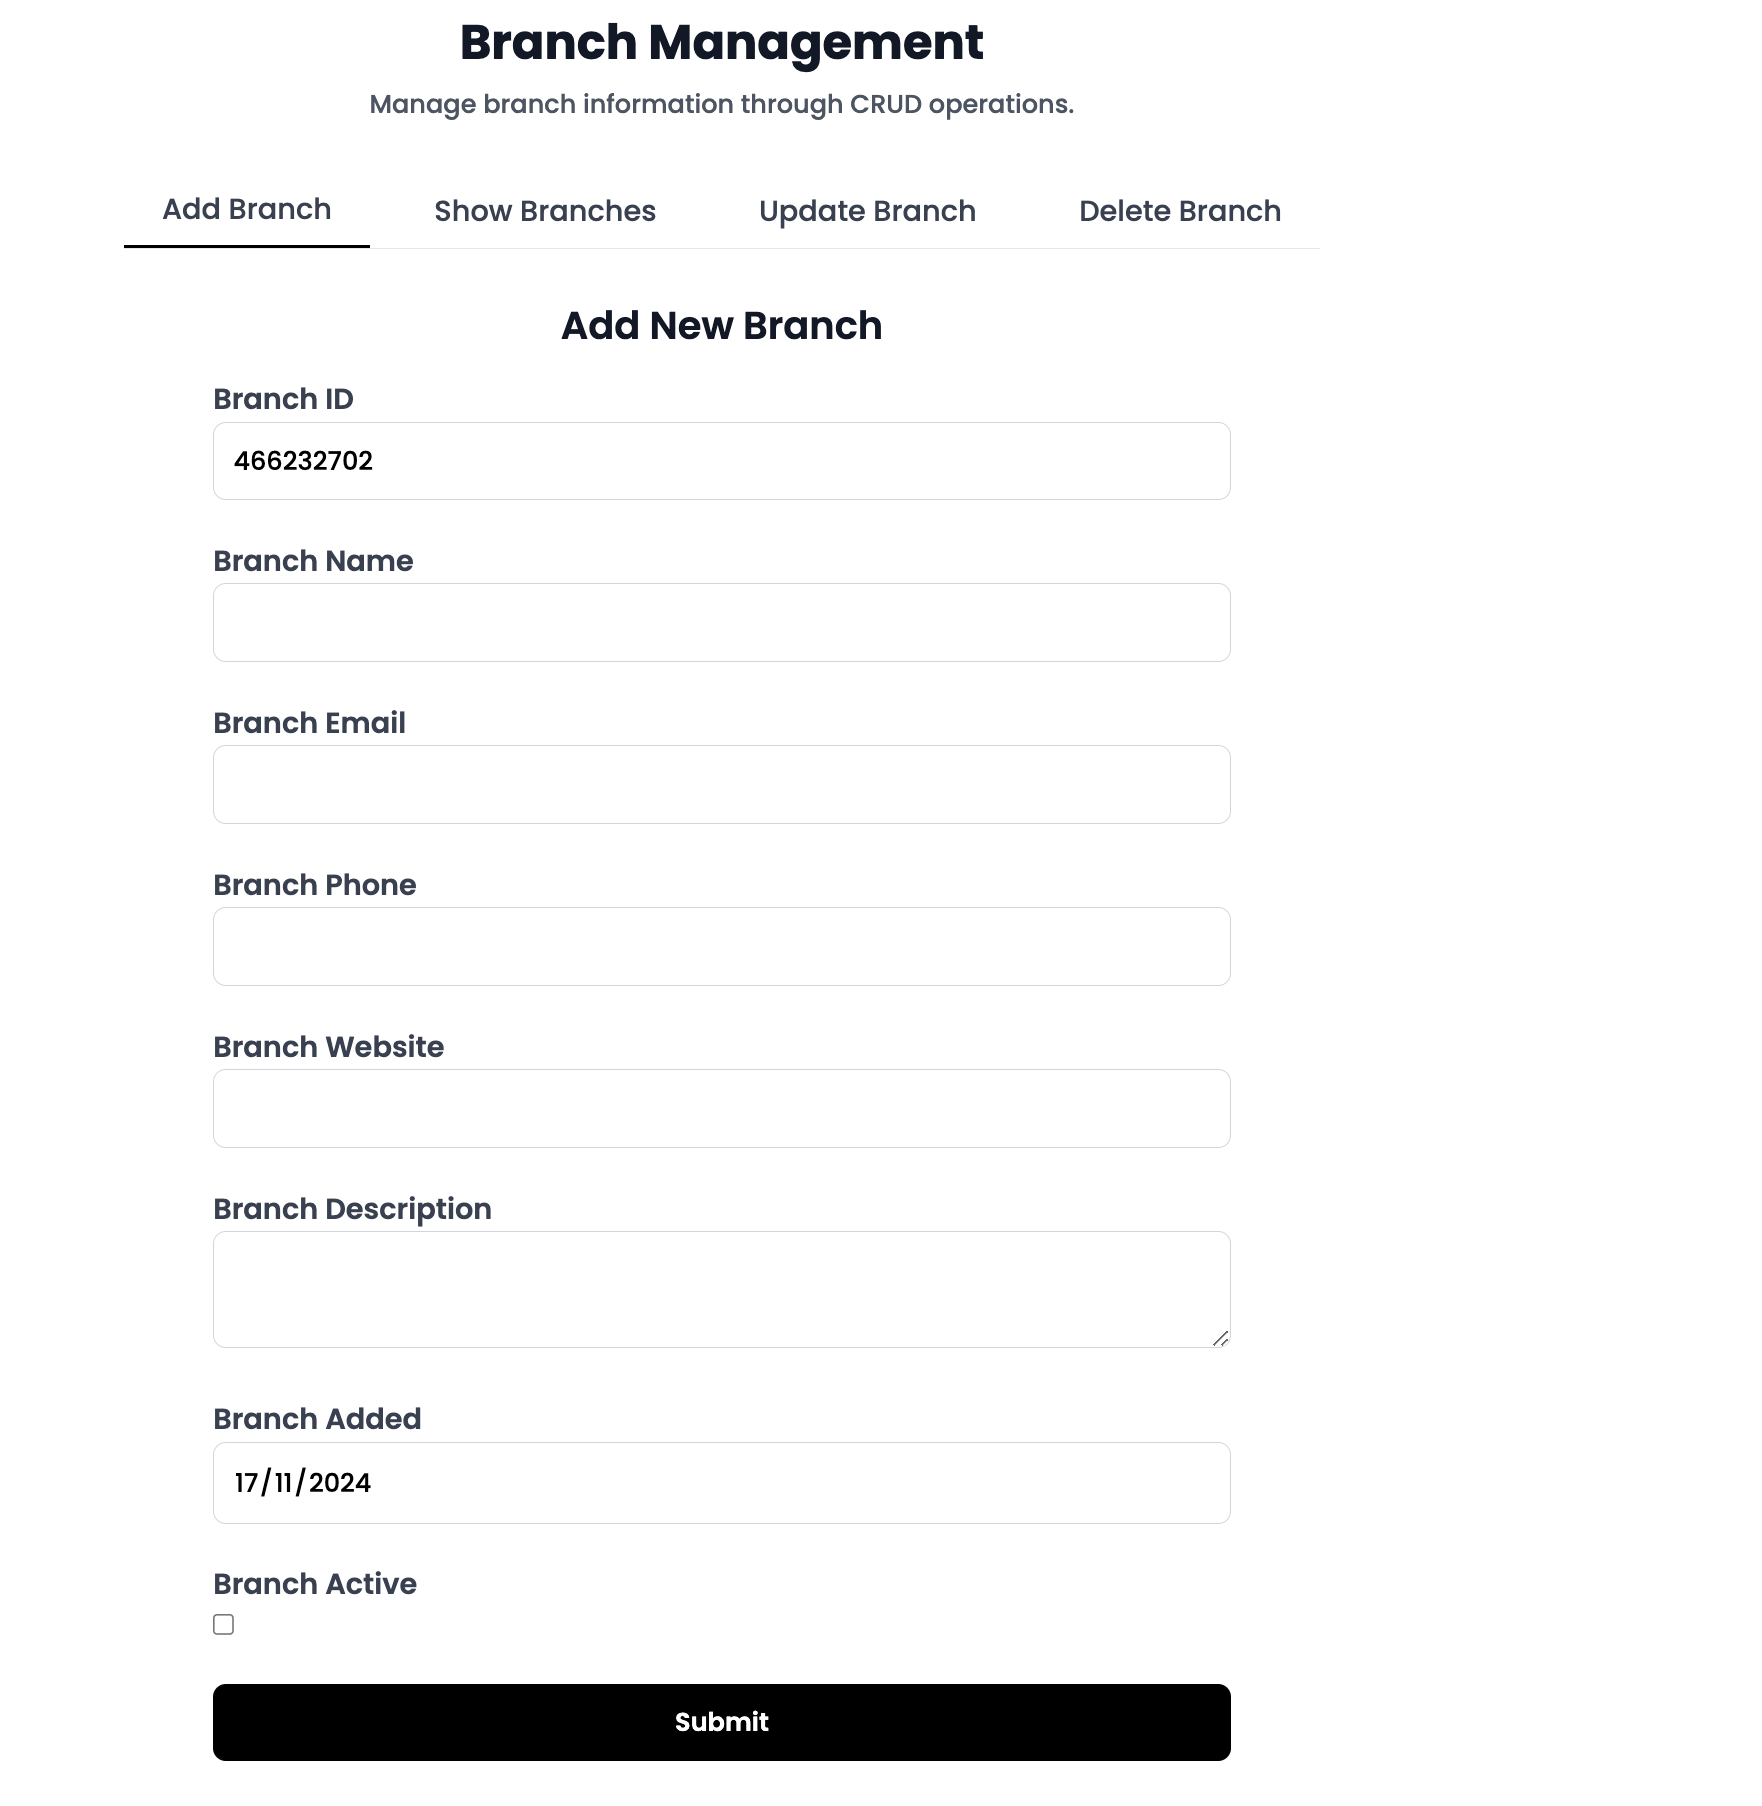 Branch Management
Manage branch information through CRUD operations.
Add Branch Show Branches Update Branch Delete Branch
Add New Branch
Branch ID
466232702
Branch Name
Branch Email
Branch Phone
Branch Website
Branch Description
Branch Added
17/11/2024
Branch Active
Submit